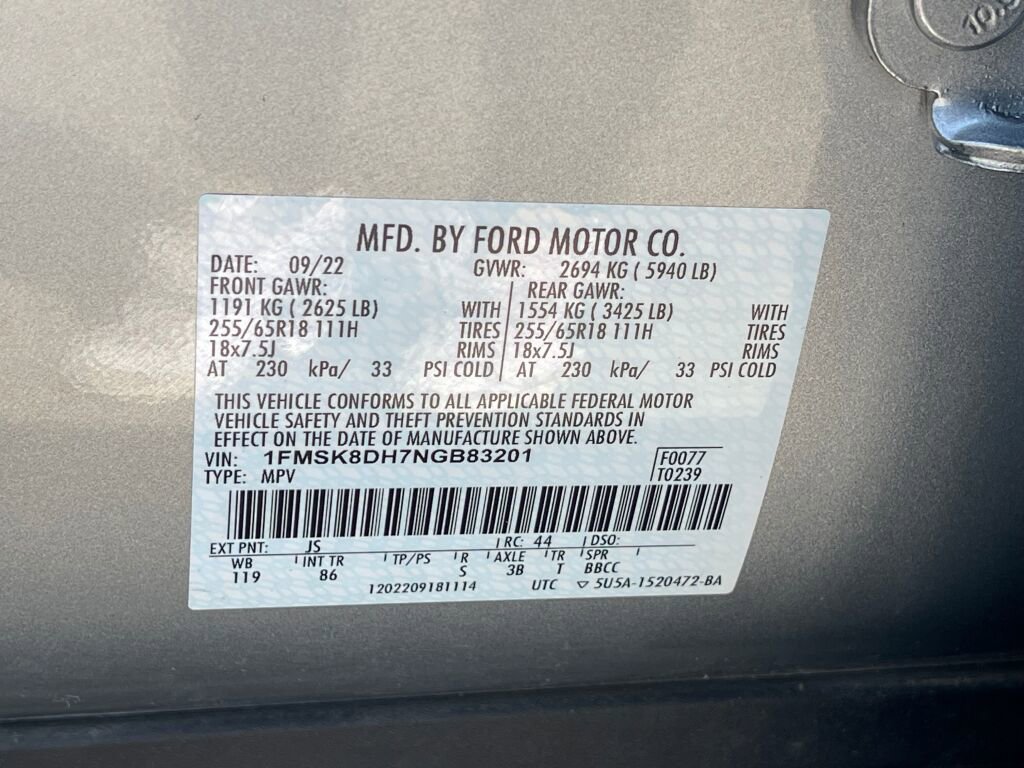 10.9
MFD. BY FORD MOTOR CO.
DATE: 09/22 GVWR: 2694 KG ( 5940 LB)
FRONT GAWR: REAR GAWR:
1191 KG ( 2625 LB) WITH 1554 KG ( 3425 LB) WITH
255/65R18 111H TIRES 255/65R18 111H TIRES
18x7.5J RIMS 18x7.5J RIMS
AT 230 kPa/ 33 PSI COLD AT 230 kPa/ 33 PSI COLD
THIS VEHICLE CONFORMS TO ALL APPLICABLE FEDERAL MOTOR
VEHICLE SAFETY AND THEFT PREVENTION STANDARDS IN
EFFECT ON THE DATE OF MANUFACTURE SHOWN ABOVE.
VIN: 1FMSK8DH7NGB83201 F0077
TYPE: MPV T0239
EXT PNT: JS RC: 44 DSO:
WB INT TR TP/PS R AXLE TR SPR
119 86 S 3B T BBCC
1202209181114 UTC ▽ 5U5A-1520472-BA